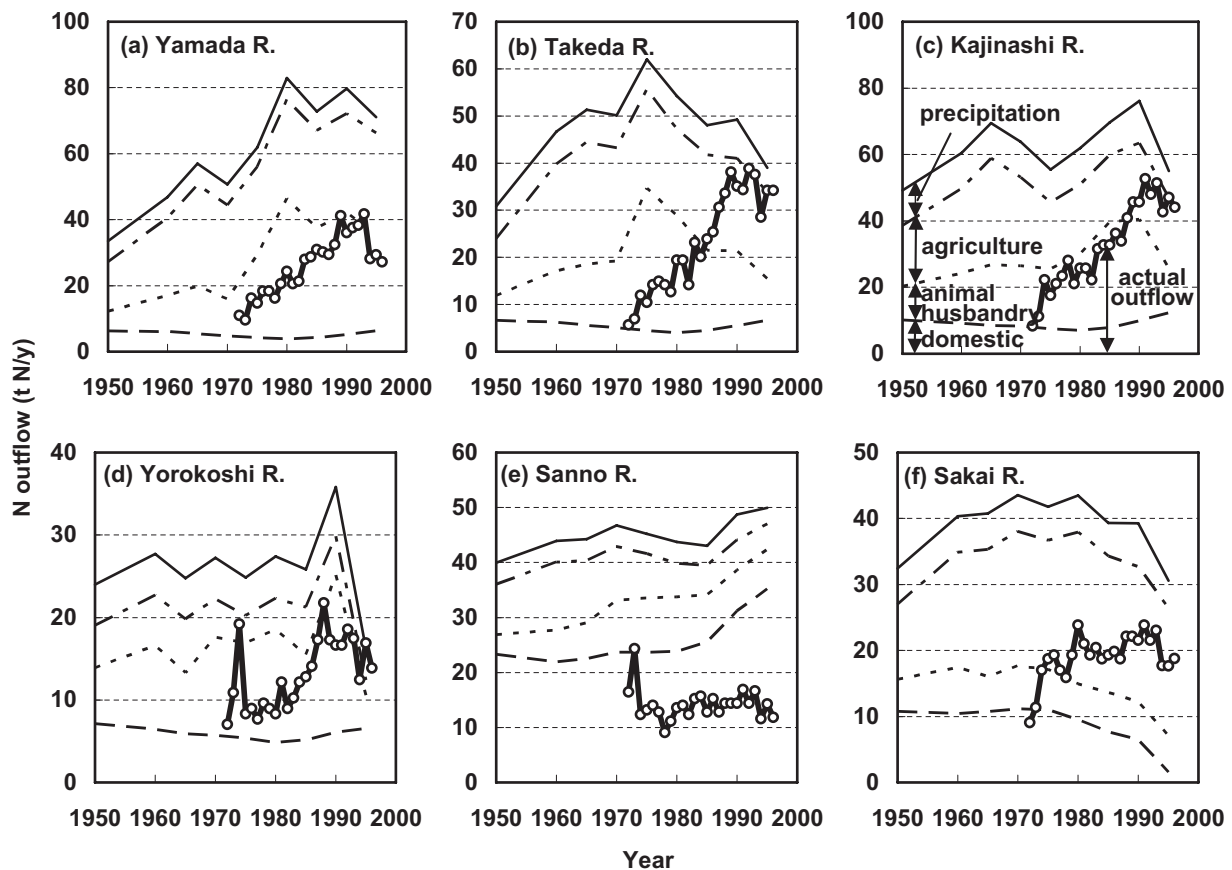 N outflow (t N/y)
(a) Yamada R.
100
80
60
40
20
0
1950 1960 1970 1980 1990 2000
(b) Takeda R.
70
60
50
40
30
20
10
0
1950 1960 1970 1980 1990 2000
(c) Kajinashi R.
100
80
60
40
20
0
precipitation
agriculture
animal
husbandry
domestic
actual
outflow
1950 1960 1970 1980 1990 2000
(d) Yorokoshi R.
40
30
20
10
0
1950 1960 1970 1980 1990 2000
(e) Sanno R.
60
50
40
30
20
10
0
1950 1960 1970 1980 1990 2000
(f) Sakai R.
50
40
30
20
10
0
1950 1960 1970 1980 1990 2000
Year